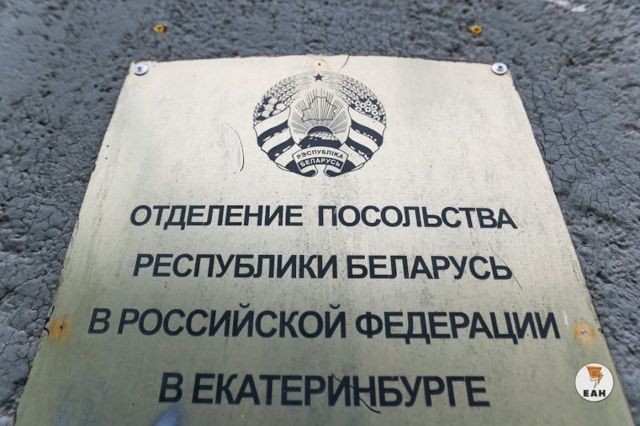 РЭСПУБЛІКА
БЕЛАРУСЬ
ОТДЕЛЕНИЕ ПОСОЛЬСТВА
РЕСПУБЛИКИ БЕЛАРУСЬ
В РОССИЙСКОЙ ФЕДЕРАЦИИ
В ЕКАТЕРИНБУРГЕ
ЕАН